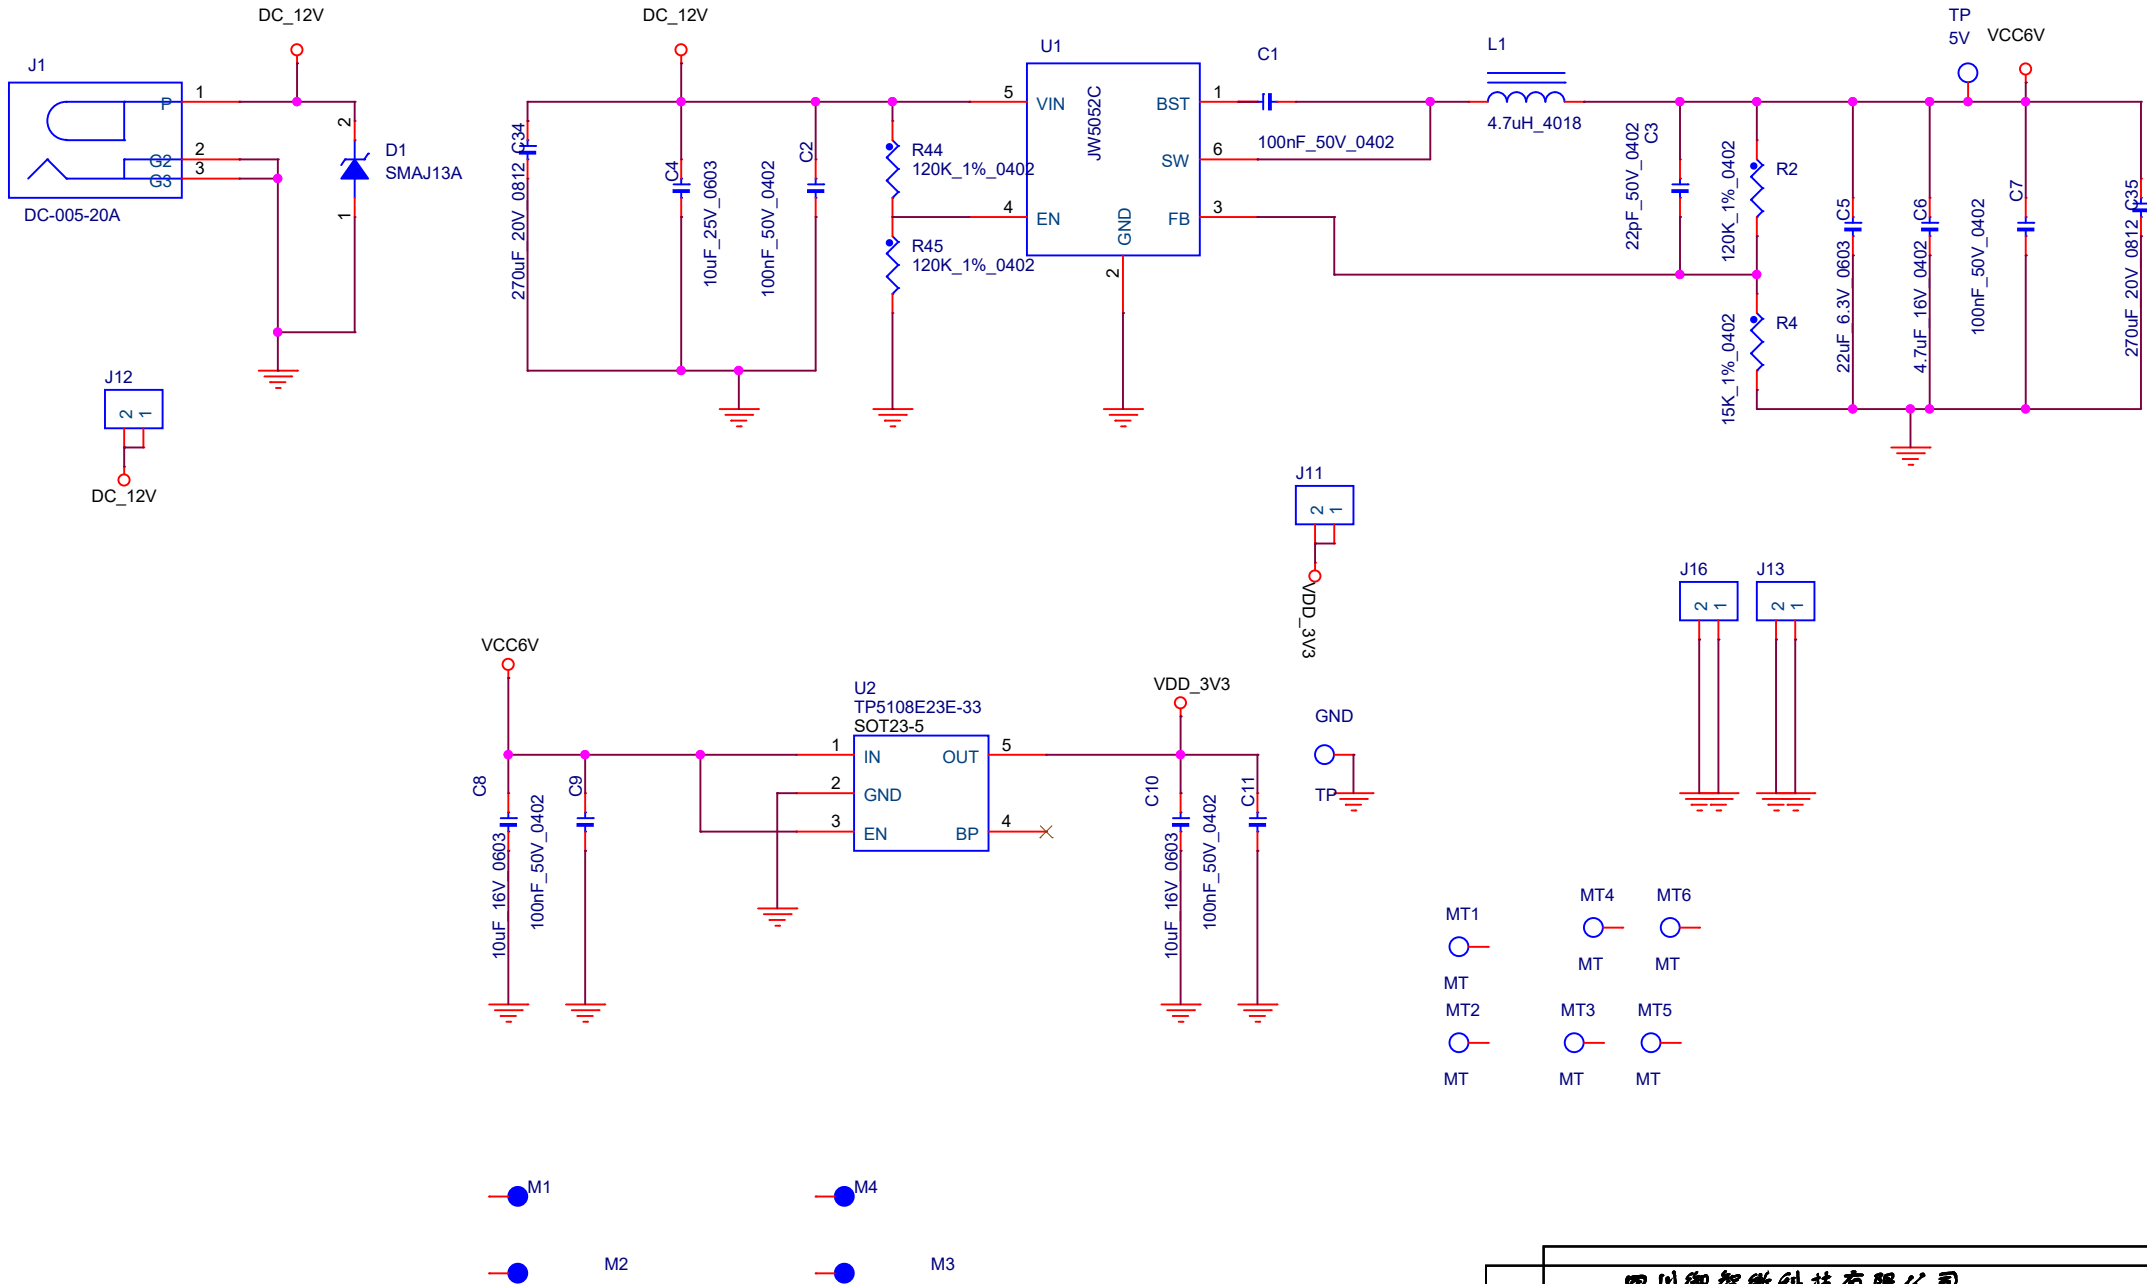 DC_12V
J1
1
P
2
G2
3
G3
DC-005-20A
2
D1
SMAJ13A
1
J12
2 1
DC_12V
DC_12V
C34
270uF_20V_0812
C4
10uF_25V_0603
C2
100nF_50V_0402
R44
120K_1%_0402
R45
120K_1%_0402
U1
JW5052C
5 VIN
4 EN
BST 1
SW 6
FB 3
GND
2
C1
100nF_50V_0402
L1
4.7uH_4018
C3
22pF_50V_0402
R2
120K_1%_0402
R4
15K_1%_0402
C5
22uF_6.3V_0603
C6
4.7uF_16V_0402
C7
100nF_50V_0402
C35
270uF_20V_0812
TP
5V
VCC6V
J11
2 1
VDD_3V3
J16
2 1
J13
2 1
VCC6V
C8
10uF_16V_0603
C9
100nF_50V_0402
U2
TP5108E23E-33
SOT23-5
1 IN
2 GND
3 EN
OUT 5
BP 4
VDD_3V3
C10
10uF_16V_0603
C11
100nF_50V_0402
GND
TP
MT1
MT
MT4
MT
MT6
MT
MT2
MT
MT3
MT
MT5
MT
M1
M4
M2
M3